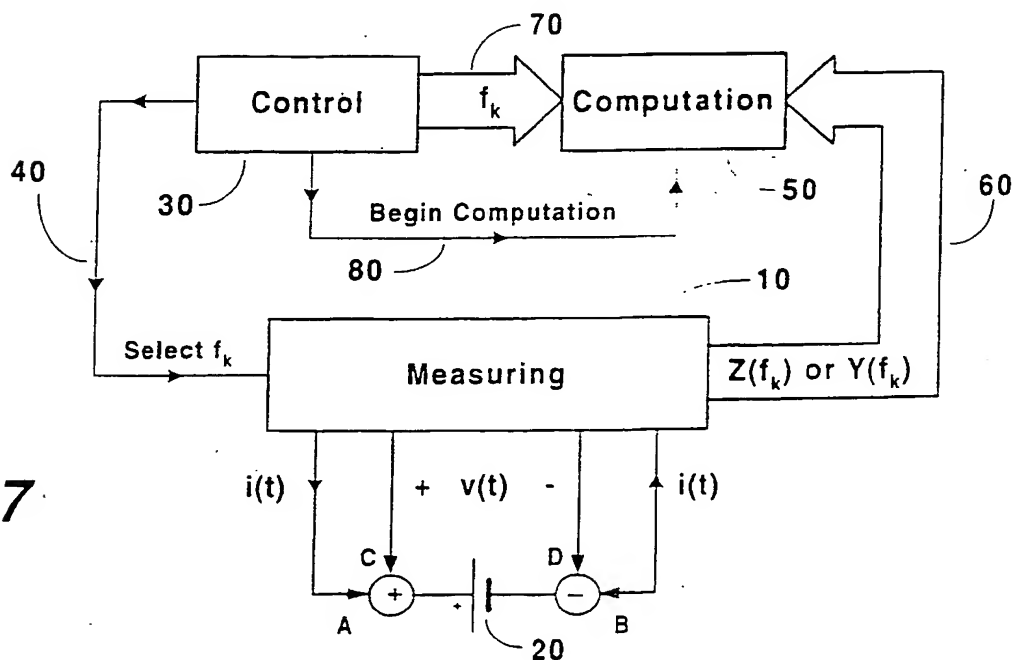 70
Control
f_k
Computation
40
30
50
60
Begin Computation
80
10
Select f_k
Measuring
Z(f_k) or Y(f_k)
7
i(t) + v(t) - i(t)
C D
+ + −
A B
20